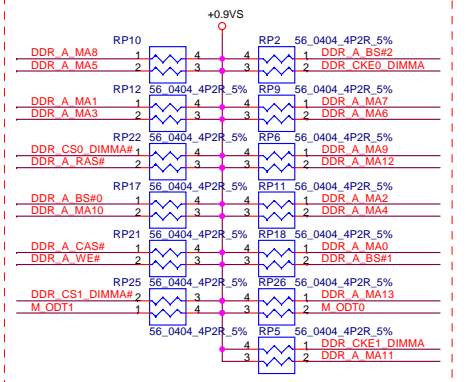 +0.9VS
RP10 RP2 56_0404_4P2R_5%
DDR_A_MA8 1 4 4 1 DDR_A_BS#2
DDR_A_MA5 2 3 3 2 DDR_CKE0_DIMMA
RP12 56_0404_4P2R_5% RP9 56_0404_4P2R_5%
DDR_A_MA1 1 4 4 1 DDR_A_MA7
DDR_A_MA3 2 3 3 2 DDR_A_MA6
RP22 56_0404_4P2R_5% RP6 56_0404_4P2R_5%
DDR_CS0_DIMMA# 1 4 4 1 DDR_A_MA9
DDR_A_RAS# 2 3 3 2 DDR_A_MA12
RP17 56_0404_4P2R_5% RP11 56_0404_4P2R_5%
DDR_A_BS#0 1 4 4 1 DDR_A_MA2
DDR_A_MA10 2 3 3 2 DDR_A_MA4
RP21 56_0404_4P2R_5% RP18 56_0404_4P2R_5%
DDR_A_CAS# 1 4 4 1 DDR_A_MA0
DDR_A_WE# 2 3 3 2 DDR_A_BS#1
RP25 56_0404_4P2R_5% RP26 56_0404_4P2R_5%
DDR_CS1_DIMMA# 2 3 4 1 DDR_A_MA13
M_ODT1 1 4 3 2 M_ODT0
56_0404_4P2R_5% RP5 56_0404_4P2R_5%
4 1 DDR_CKE1_DIMMA
3 2 DDR_A_MA11